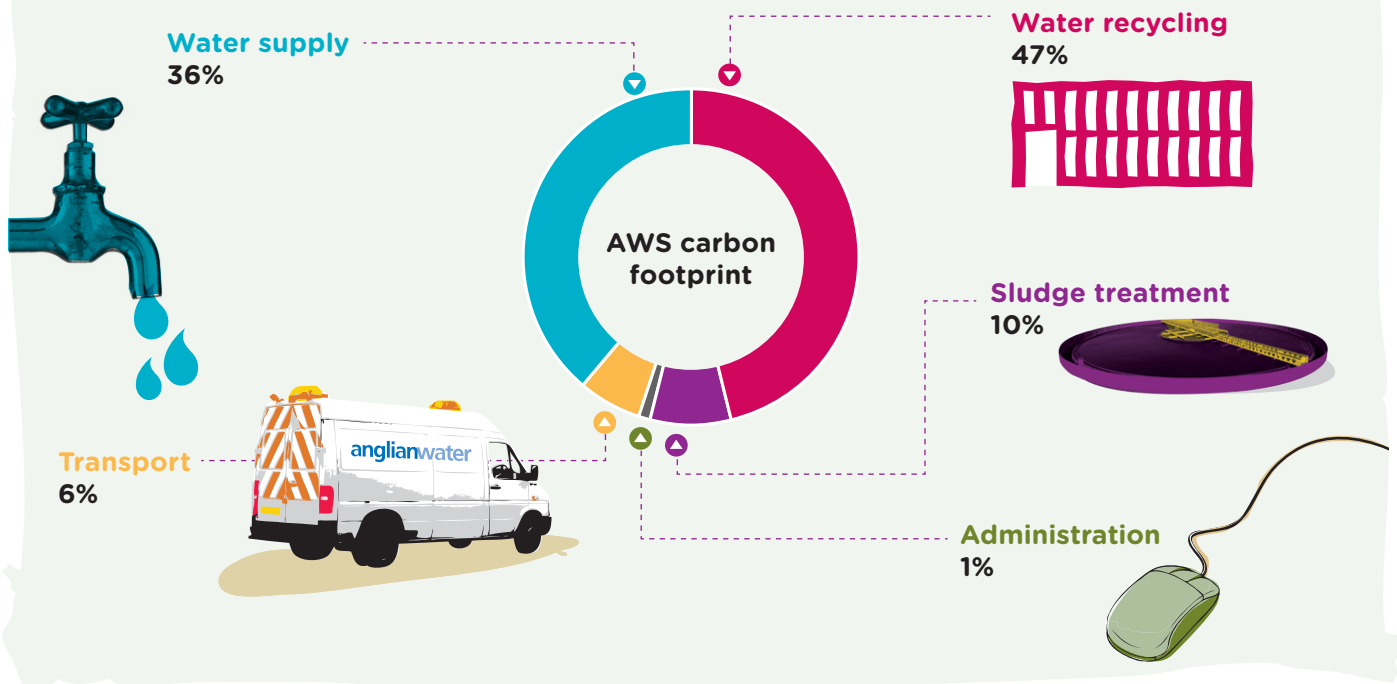 Water supply
36%
Water recycling
47%
AWS carbon
footprint
Sludge treatment
10%
Transport
6%
anglianwater
Administration
1%